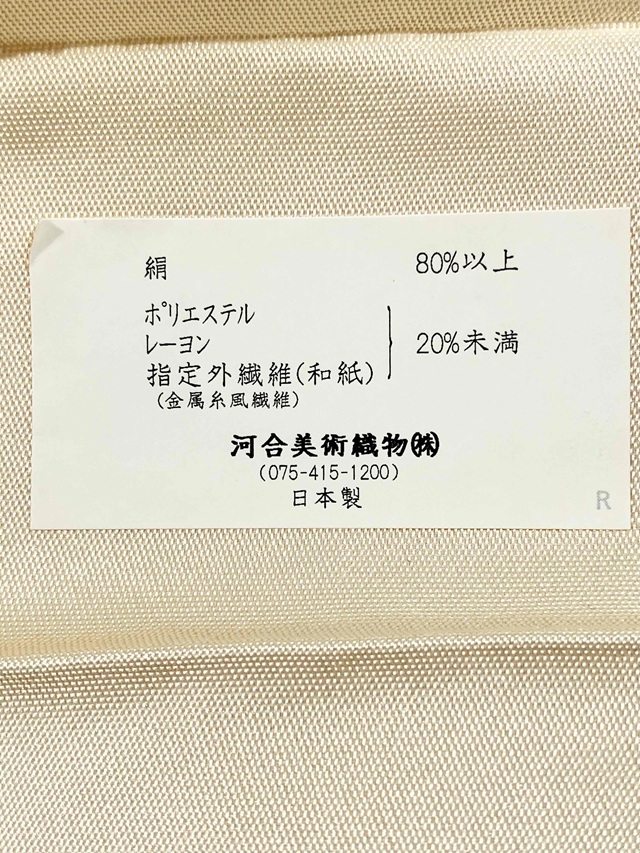 絹 80%以上
ポリエステル
レーヨン 20%未満
指定外繊維(和紙)
(金属糸風繊維)
河合美術織物㈱
(075-415-1200)
日本製
R